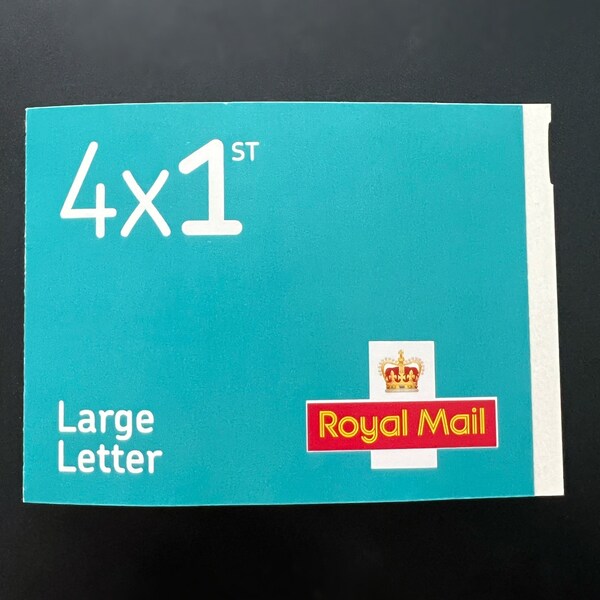 4x1ST
Large
Letter
Royal Mail